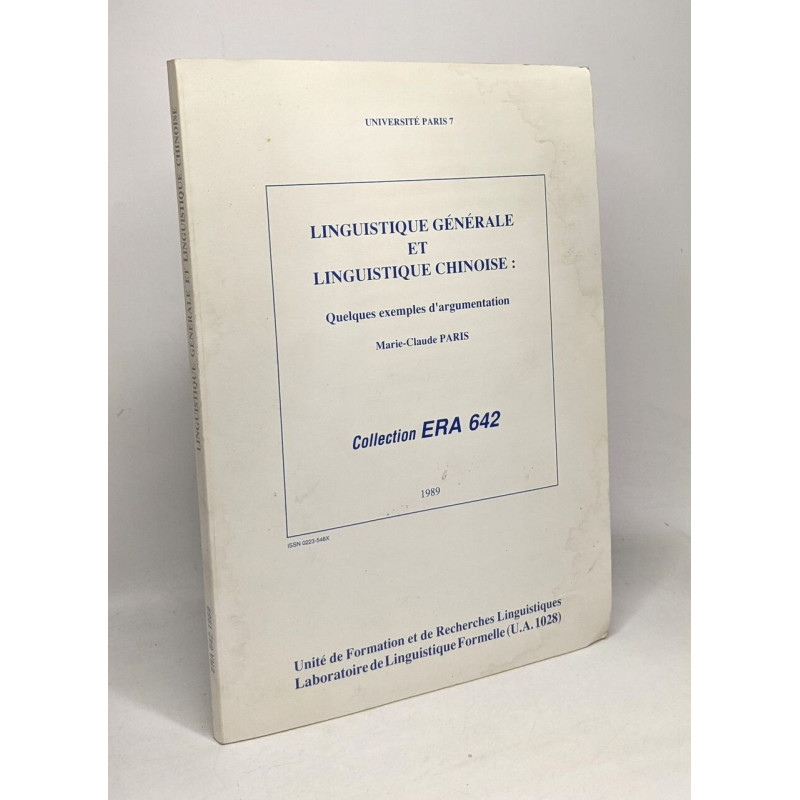 UNIVERSITÉ PARIS 7
LINGUISTIQUE GÉNÉRALE
ET
LINGUISTIQUE CHINOISE :
Quelques exemples d'argumentation
Marie-Claude PARIS
Collection ERA 642
1989
ISSN 0223-548X
Unité de Formation et de Recherches Linguistiques
Laboratoire de Linguistique Formelle (U.A. 1028)
LINGUISTIQUE GÉNÉRALE ET LINGUISTIQUE CHINOISE